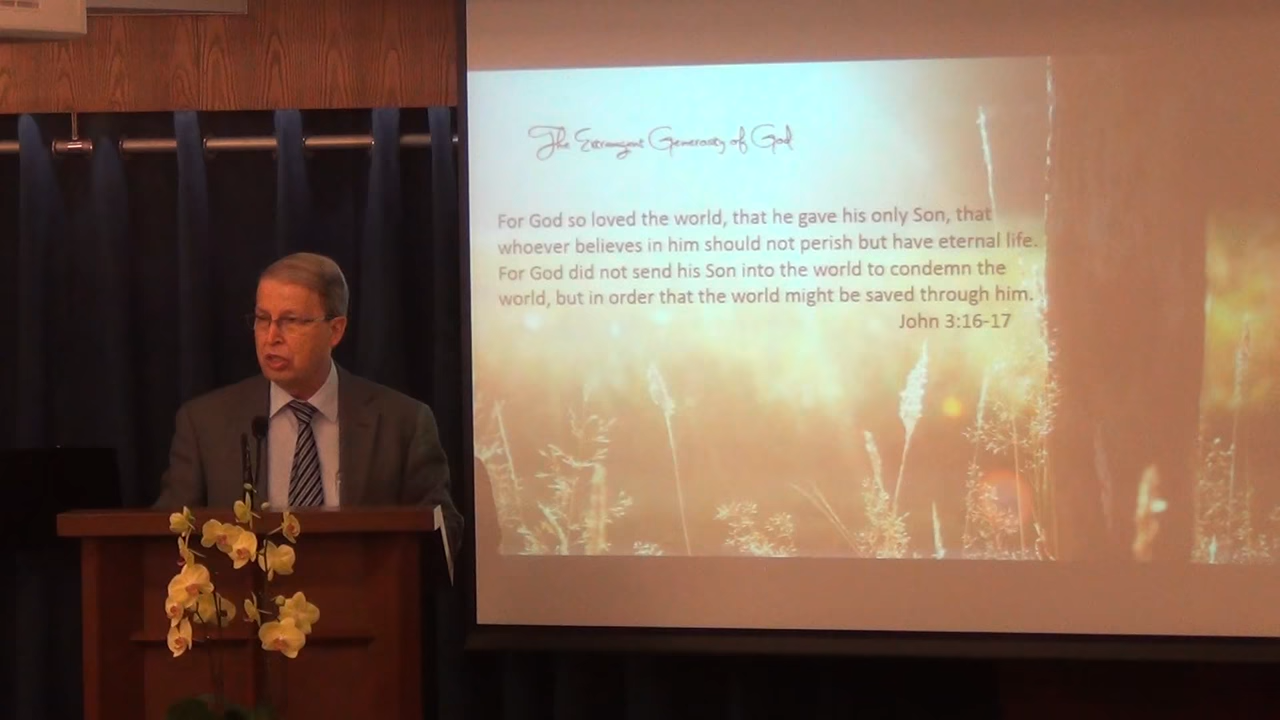 The Extravagant Generosity of God
For God so loved the world, that he gave his only Son, that
whoever believes in him should not perish but have eternal life.
For God did not send his Son into the world to condemn the
world, but in order that the world might be saved through him.
John 3:16-17